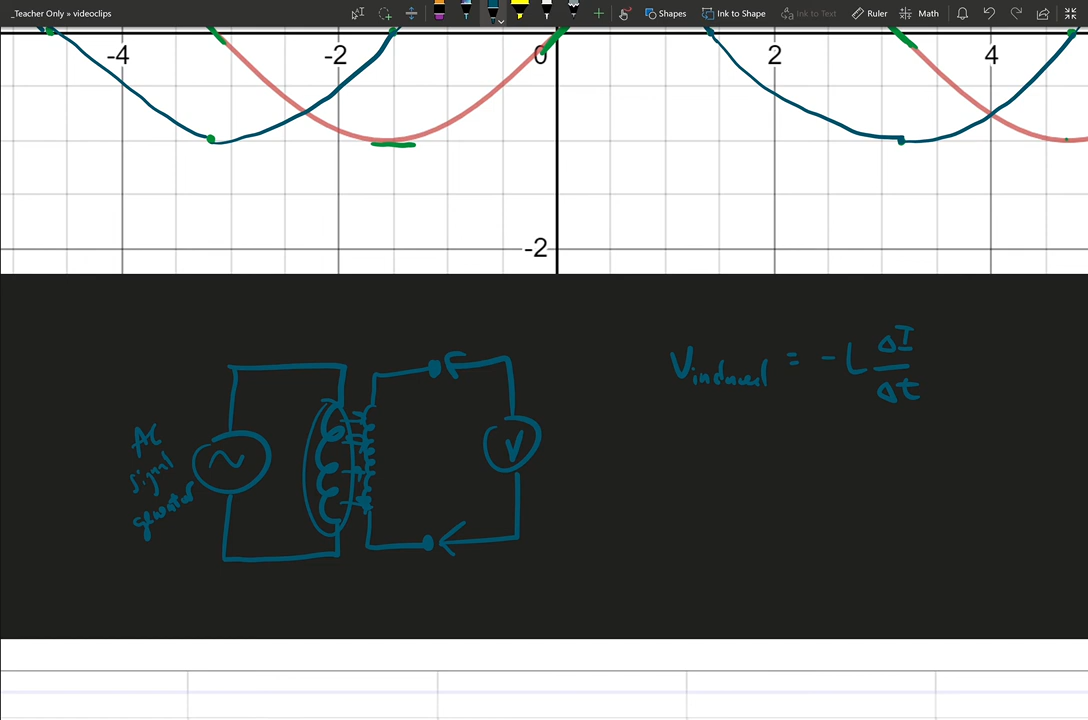 _Teacher Only » videoclips
Shapes
Ink to Shape
Ink to Text
Ruler
Math
-4
-2
0
2
4
-2
V induced = - L ΔI
Δt
AC
signal
generator
V